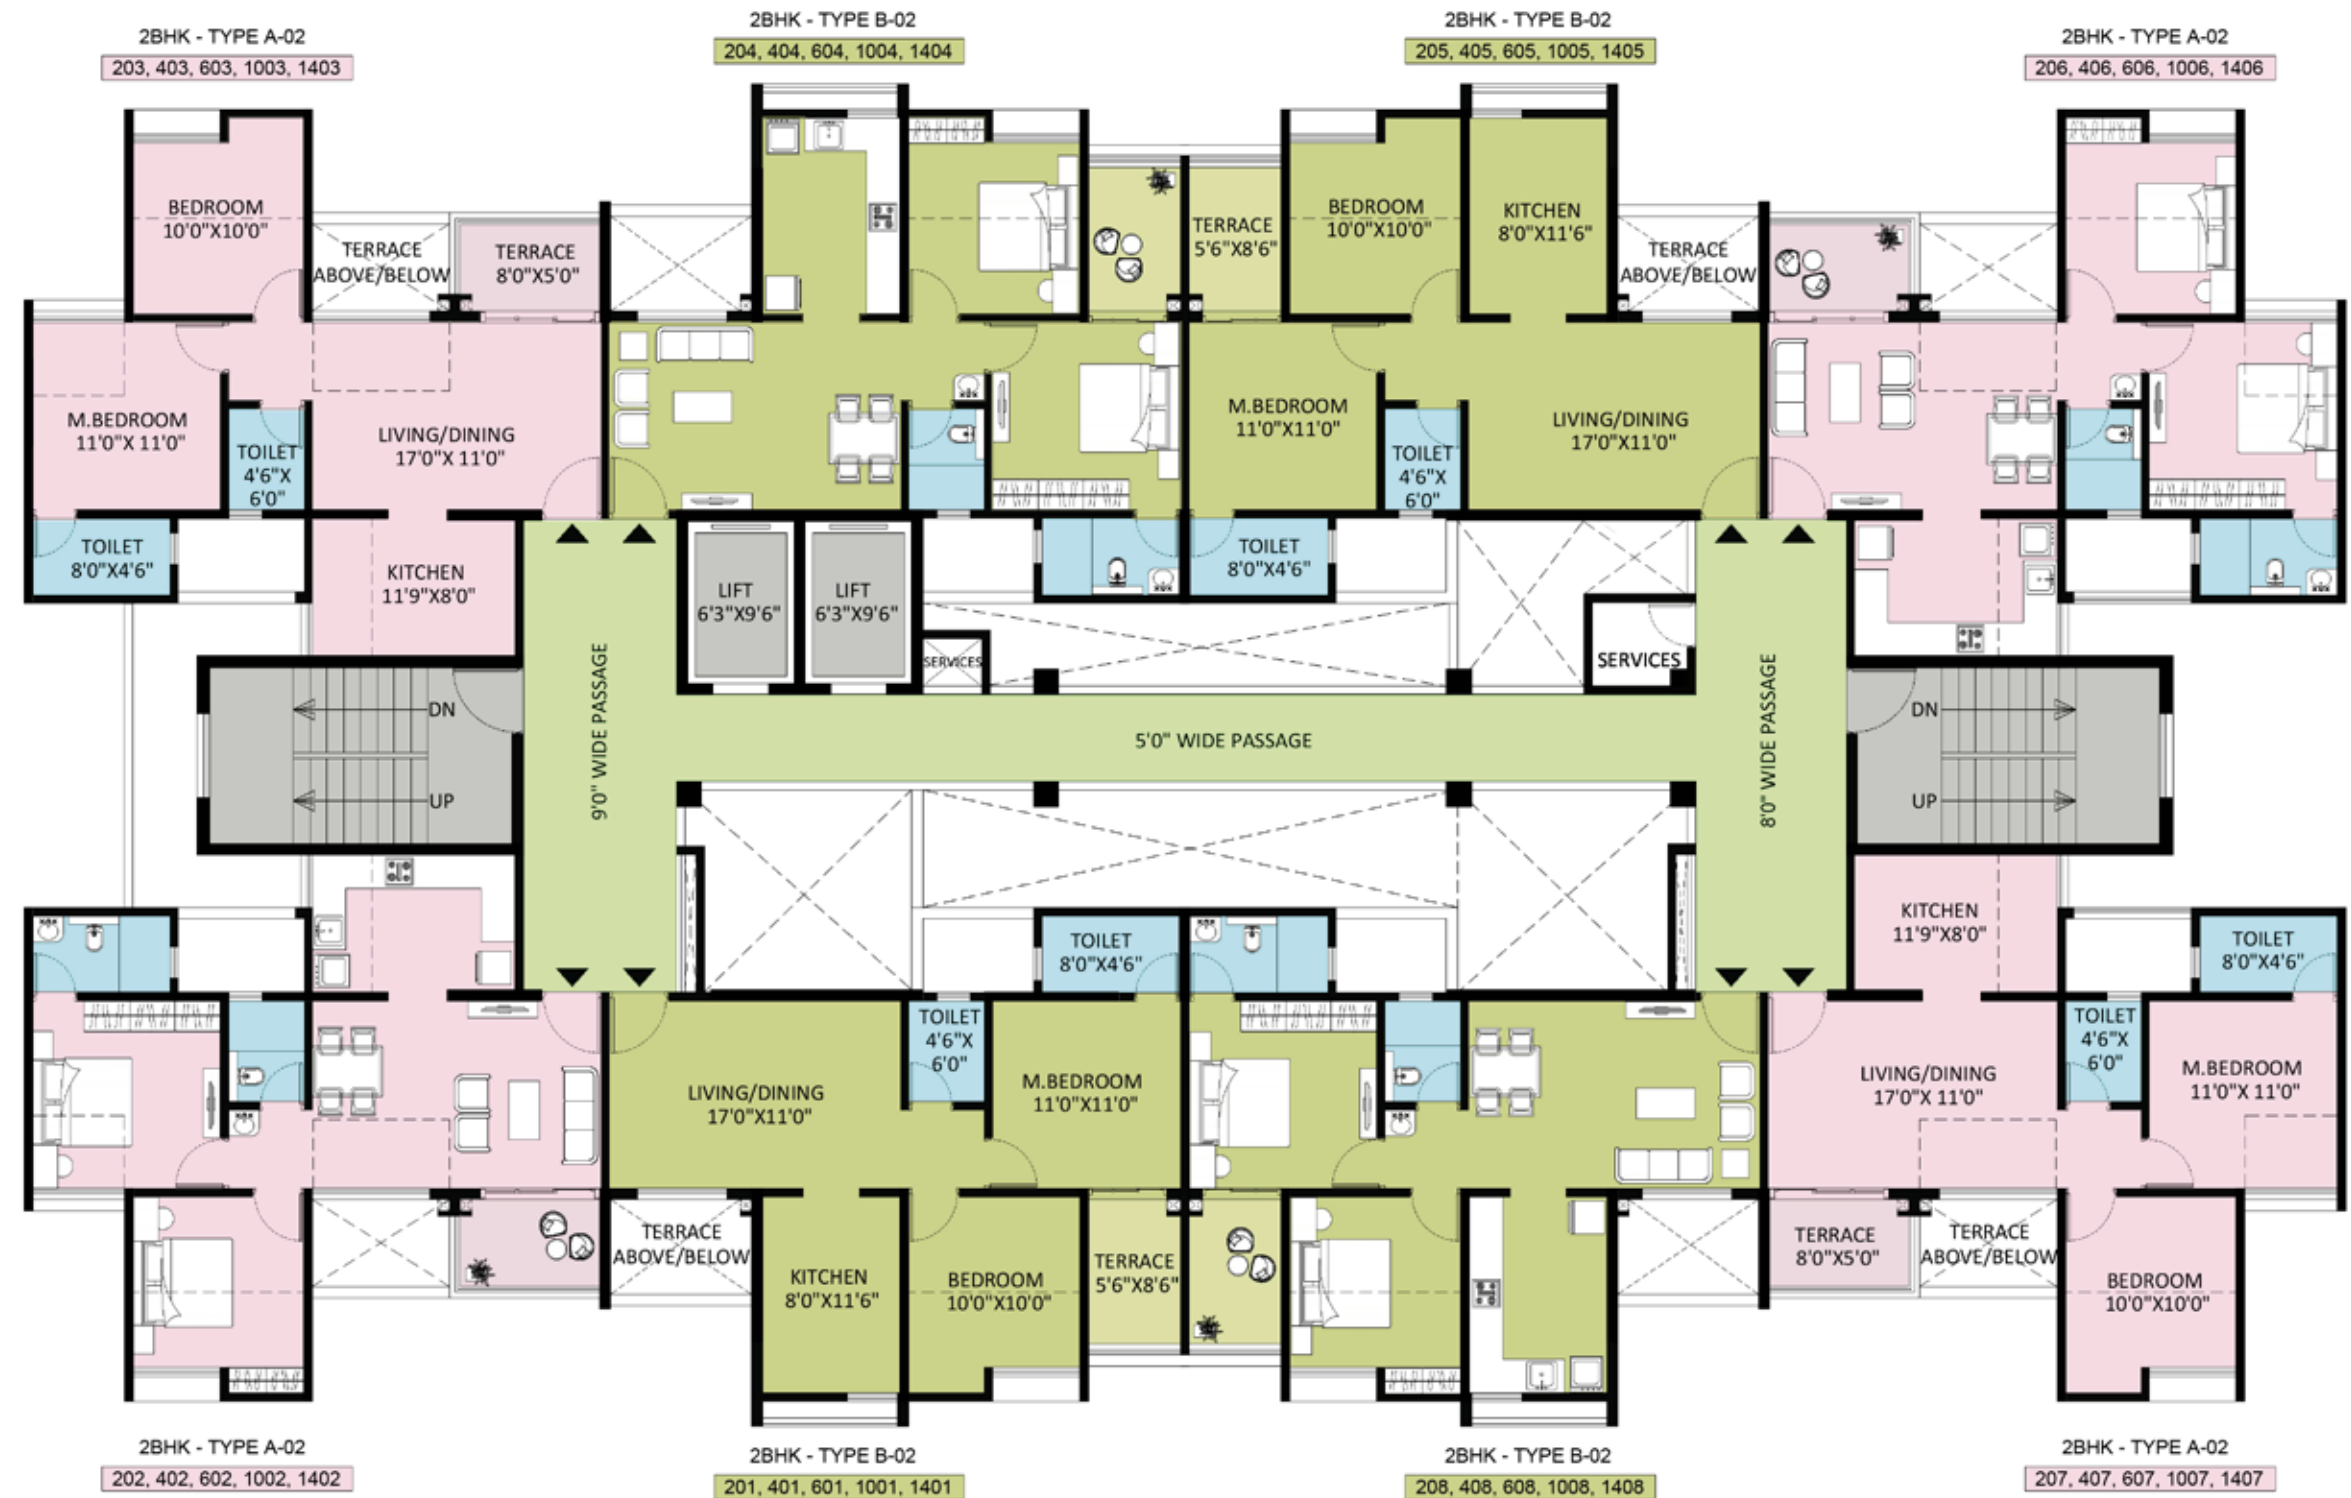 2BHK - TYPE A-02
203, 403, 603, 1003, 1403
2BHK - TYPE B-02
204, 404, 604, 1004, 1404
2BHK - TYPE B-02
205, 405, 605, 1005, 1405
2BHK - TYPE A-02
206, 406, 606, 1006, 1406
BEDROOM
10'0"X10'0"
TERRACE
ABOVE/BELOW
TERRACE
8'0"X5'0"
M.BEDROOM
11'0"X 11'0"
TOILET
4'6"X
6'0"
LIVING/DINING
17'0"X 11'0"
TOILET
8'0"X4'6"
KITCHEN
11'9"X8'0"
TERRACE
5'6"X8'6"
BEDROOM
10'0"X10'0"
KITCHEN
8'0"X11'6"
TERRACE
ABOVE/BELOW
M.BEDROOM
11'0"X11'0"
TOILET
4'6"X
6'0"
LIVING/DINING
17'0"X11'0"
TOILET
8'0"X4'6"
LIFT
6'3"X9'6"
LIFT
6'3"X9'6"
SERVICES
SERVICES
DN
UP
9'0" WIDE PASSAGE
5'0" WIDE PASSAGE
8'0" WIDE PASSAGE
DN
UP
LIVING/DINING
17'0"X11'0"
TOILET
4'6"X
6'0"
TOILET
8'0"X4'6"
M.BEDROOM
11'0"X11'0"
TERRACE
ABOVE/BELOW
KITCHEN
8'0"X11'6"
BEDROOM
10'0"X10'0"
TERRACE
5'6"X8'6"
KITCHEN
11'9"X8'0"
TOILET
8'0"X4'6"
LIVING/DINING
17'0"X 11'0"
TOILET
4'6"X
6'0"
M.BEDROOM
11'0"X 11'0"
TERRACE
8'0"X5'0"
TERRACE
ABOVE/BELOW
BEDROOM
10'0"X10'0"
2BHK - TYPE A-02
202, 402, 602, 1002, 1402
2BHK - TYPE B-02
201, 401, 601, 1001, 1401
2BHK - TYPE B-02
208, 408, 608, 1008, 1408
2BHK - TYPE A-02
207, 407, 607, 1007, 1407